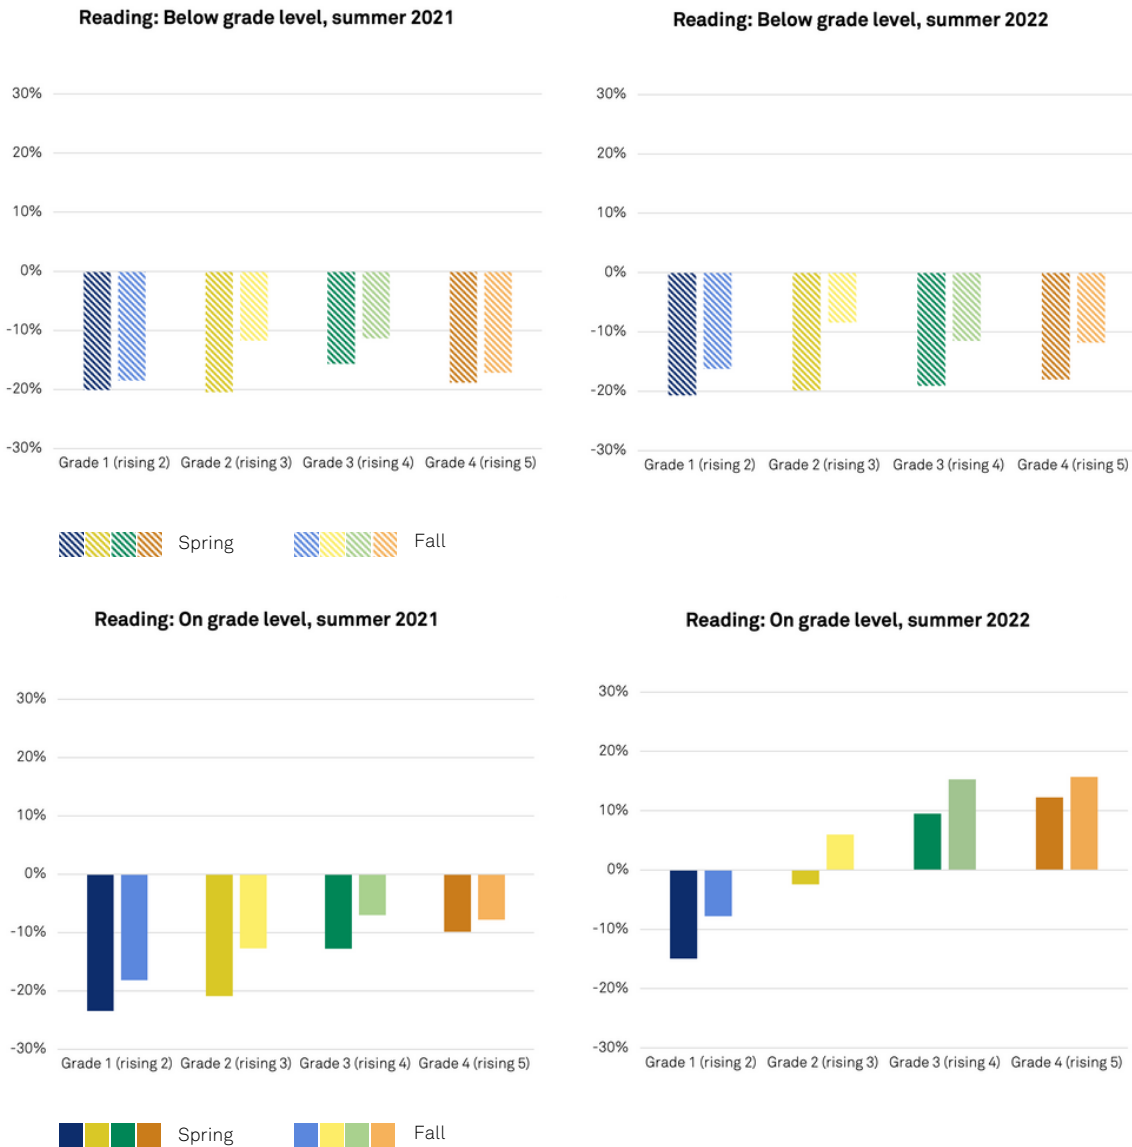 Reading: Below grade level, summer 2021
30%
20%
10%
0%
-10%
-20%
-30%
Grade 1 (rising 2) Grade 2 (rising 3) Grade 3 (rising 4) Grade 4 (rising 5)
Reading: Below grade level, summer 2022
30%
20%
10%
0%
-10%
-20%
-30%
Grade 1 (rising 2) Grade 2 (rising 3) Grade 3 (rising 4) Grade 4 (rising 5)
Spring Fall
Reading: On grade level, summer 2021
30%
20%
10%
0%
-10%
-20%
-30%
Grade 1 (rising 2) Grade 2 (rising 3) Grade 3 (rising 4) Grade 4 (rising 5)
Reading: On grade level, summer 2022
30%
20%
10%
0%
-10%
-20%
-30%
Grade 1 (rising 2) Grade 2 (rising 3) Grade 3 (rising 4) Grade 4 (rising 5)
Spring Fall